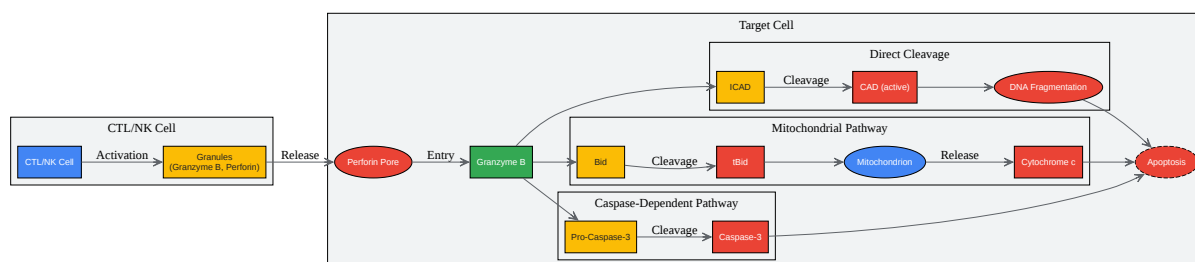 Target Cell
Direct Cleavage
ICAD
Cleavage
CAD (active)
DNA Fragmentation
CTL/NK Cell
CTL/NK Cell
Activation
Granules
(Granzyme B, Perforin)
Release
Perforin Pore
Entry
Granzyme B
Mitochondrial Pathway
Bid
Cleavage
tBid
Mitochondrion
Release
Cytochrome c
Apoptosis
Caspase-Dependent Pathway
Pro-Caspase-3
Cleavage
Caspase-3